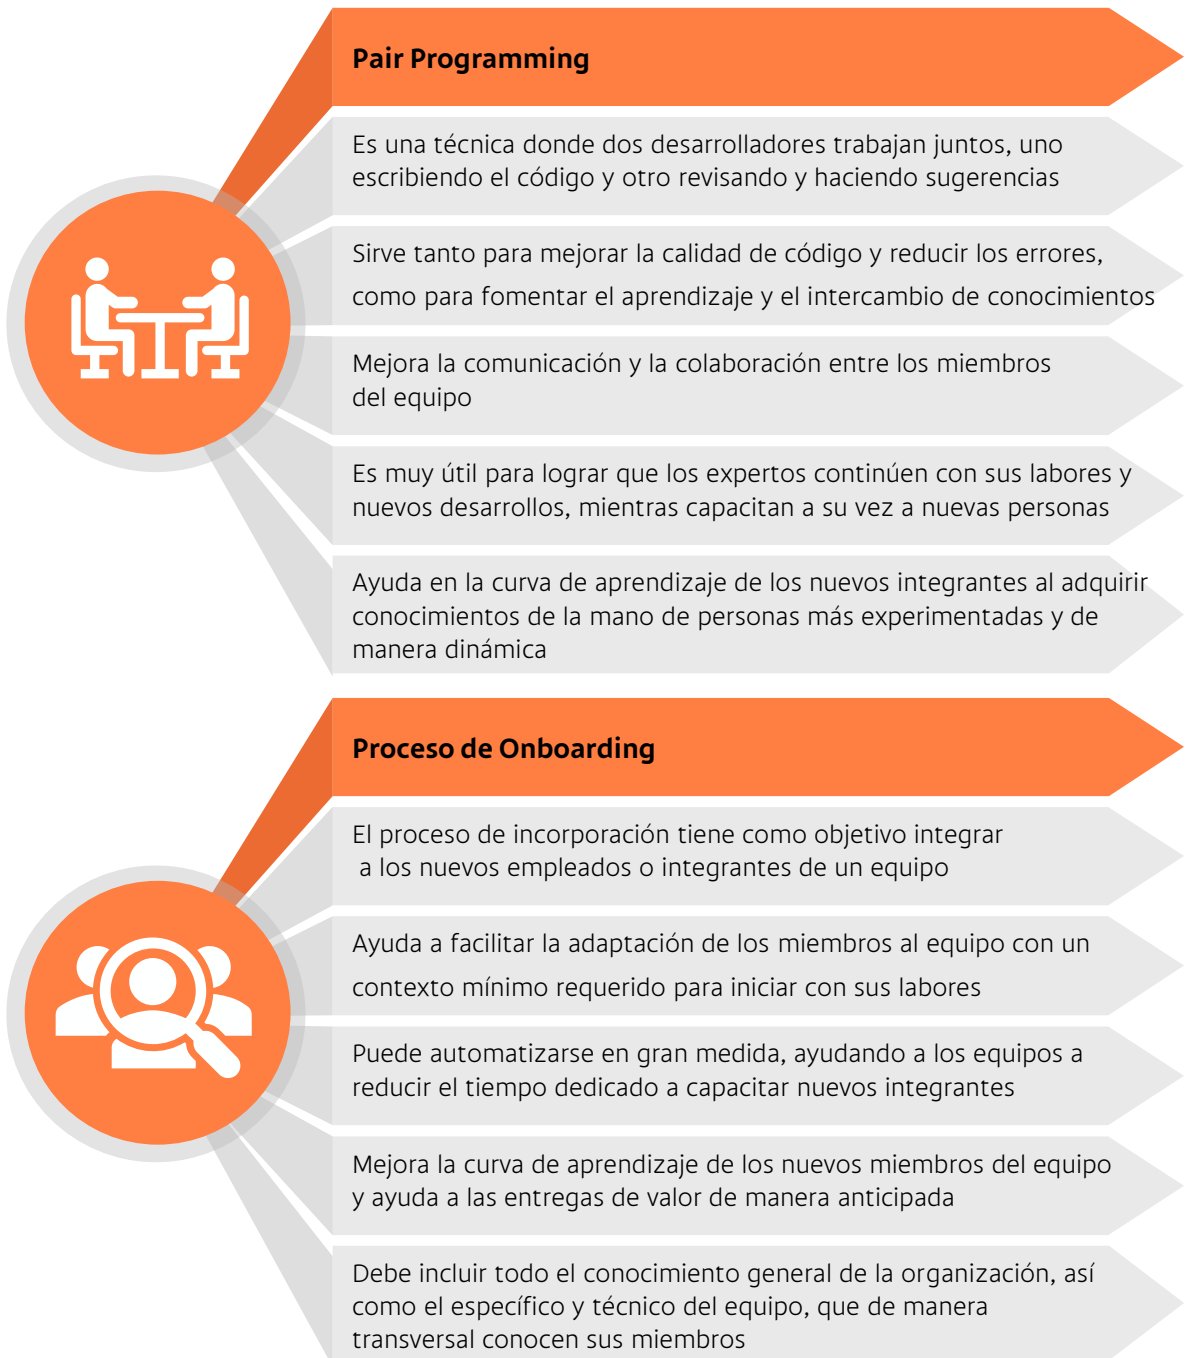 Pair Programming
Es una técnica donde dos desarrolladores trabajan juntos, uno
escribiendo el código y otro revisando y haciendo sugerencias
Sirve tanto para mejorar la calidad de código y reducir los errores,
como para fomentar el aprendizaje y el intercambio de conocimientos
Mejora la comunicación y la colaboración entre los miembros
del equipo
Es muy útil para lograr que los expertos continúen con sus labores y
nuevos desarrollos, mientras capacitan a su vez a nuevas personas
Ayuda en la curva de aprendizaje de los nuevos integrantes al adquirir
conocimientos de la mano de personas más experimentadas y de
manera dinámica
Proceso de Onboarding
El proceso de incorporación tiene como objetivo integrar
a los nuevos empleados o integrantes de un equipo
Ayuda a facilitar la adaptación de los miembros al equipo con un
contexto mínimo requerido para iniciar con sus labores
Puede automatizarse en gran medida, ayudando a los equipos a
reducir el tiempo dedicado a capacitar nuevos integrantes
Mejora la curva de aprendizaje de los nuevos miembros del equipo
y ayuda a las entregas de valor de manera anticipada
Debe incluir todo el conocimiento general de la organización, así
como el específico y técnico del equipo, que de manera
transversal conocen sus miembros